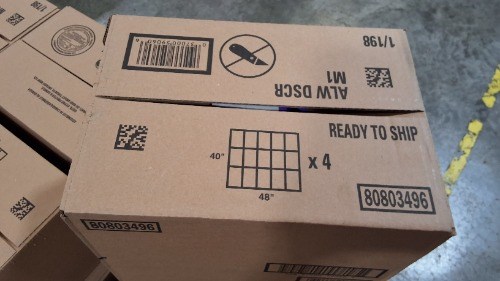 1/198
ALW DSCR
M1
READY TO SHIP
40"
x 4
48"
80803496
80803496